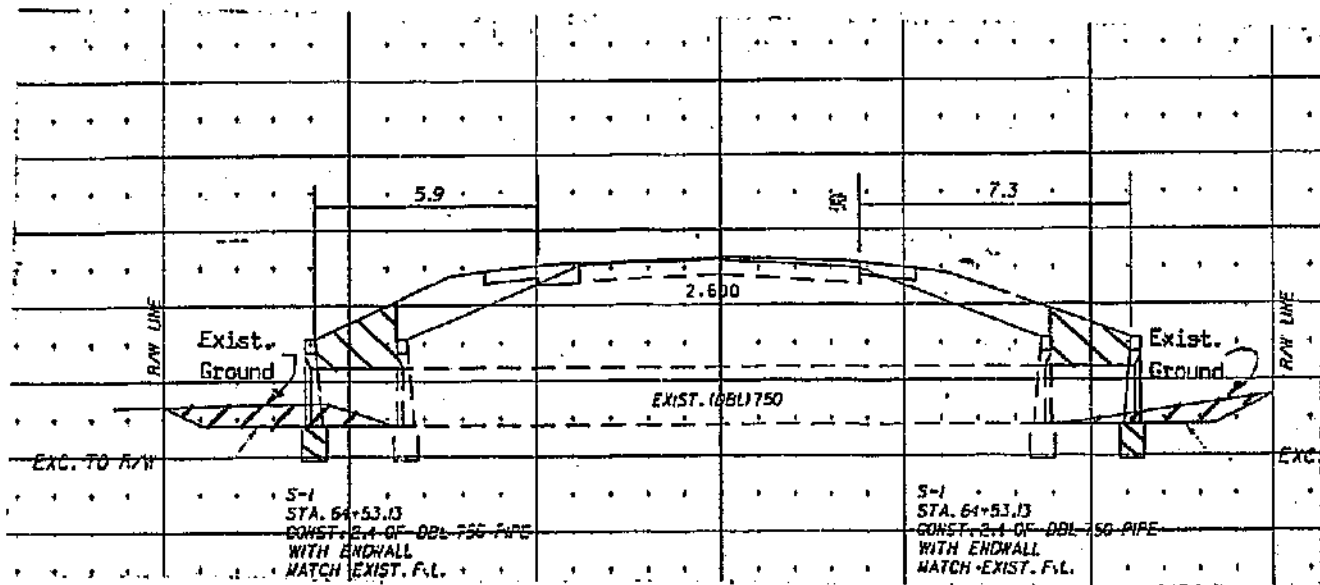 5.9
7.3
2.600
R/W LINE
R/W LINE
Exist.
Ground
Exist.
Ground
EXIST. (DBL) 750
EXC. TO R/W
EXC.
S-1
STA. 64+53.13
CONST. 2.4 OF DBL 750 PIPE
WITH ENDWALL
MATCH EXIST. F.L.
S-1
STA. 64+53.13
CONST. 2.4 OF DBL 750 PIPE
WITH ENDWALL
MATCH EXIST. F.L.